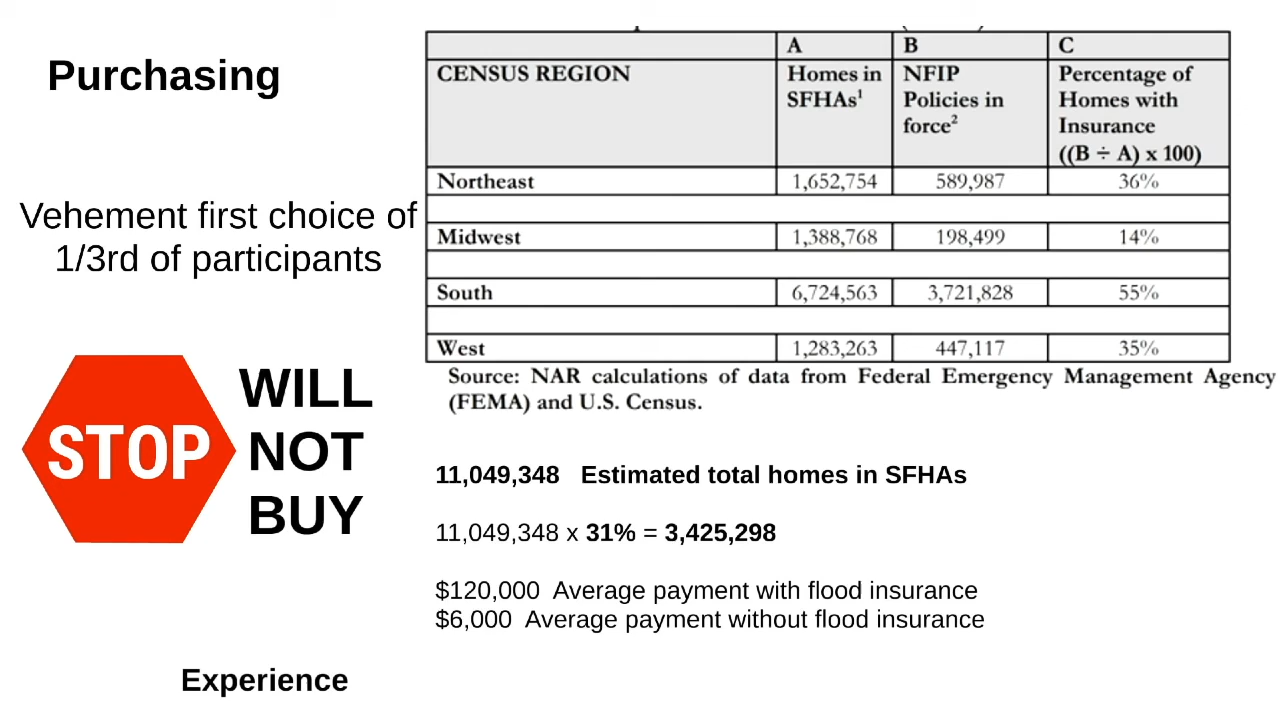 Purchasing
Vehement first choice of
1/3rd of participants
STOP
WILL
NOT
BUY
A B C
CENSUS REGION Homes in SFHAs¹ NFIP Policies in force² Percentage of Homes with Insurance ((B ÷ A) x 100)
Northeast 1,652,754 589,987 36%
Midwest 1,388,768 198,499 14%
South 6,724,563 3,721,828 55%
West 1,283,263 447,117 35%
Source: NAR calculations of data from Federal Emergency Management Agency
(FEMA) and U.S. Census.
11,049,348 Estimated total homes in SFHAs
11,049,348 x 31% = 3,425,298
$120,000 Average payment with flood insurance
$6,000 Average payment without flood insurance
Experience